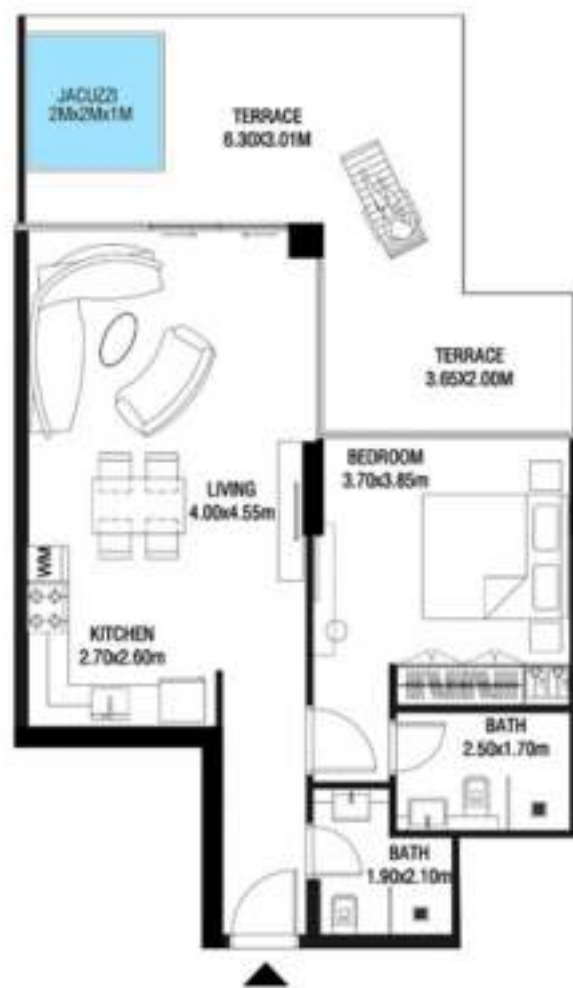 JACUZZI
2Mx2Mx1M
TERRACE
6.30X3.01M
TERRACE
3.65X2.00M
BEDROOM
3.70x3.85m
LIVING
4.00x4.55m
WM
KITCHEN
2.70x2.60m
BATH
2.50x1.70m
BATH
1.90x2.10m